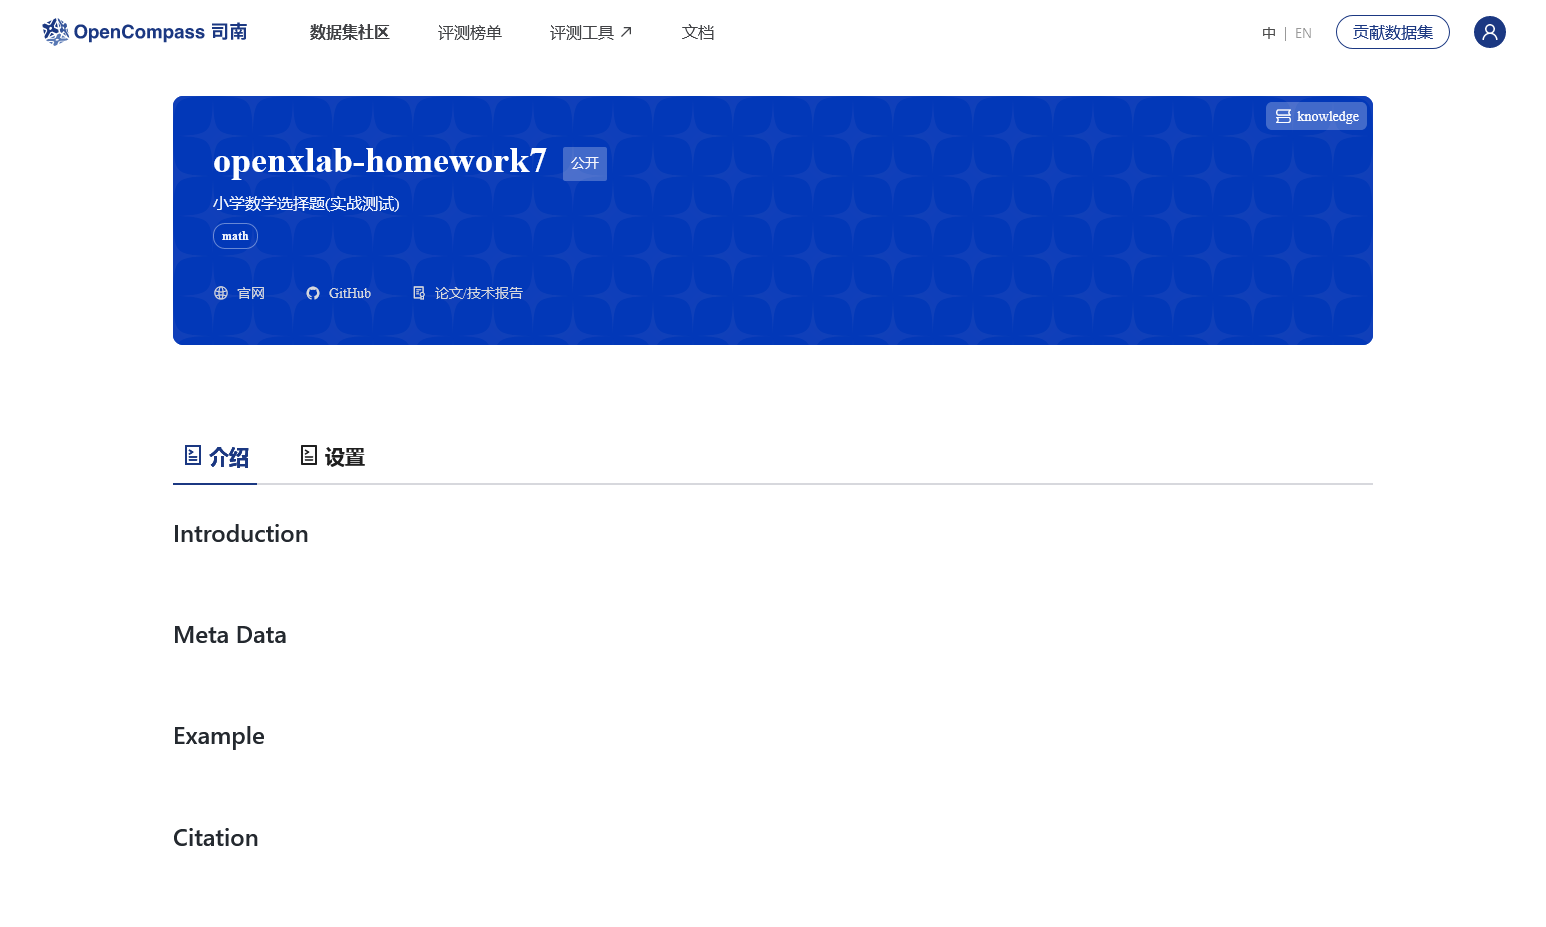 OpenCompass 司南 数据集社区 评测榜单 评测工具 文档 中 | EN 贡献数据集
knowledge
openxlab-homework7 公开
小学数学选择题(实战测试)
math
官网 GitHub 论文/技术报告
介绍 设置
Introduction
Meta Data
Example
Citation